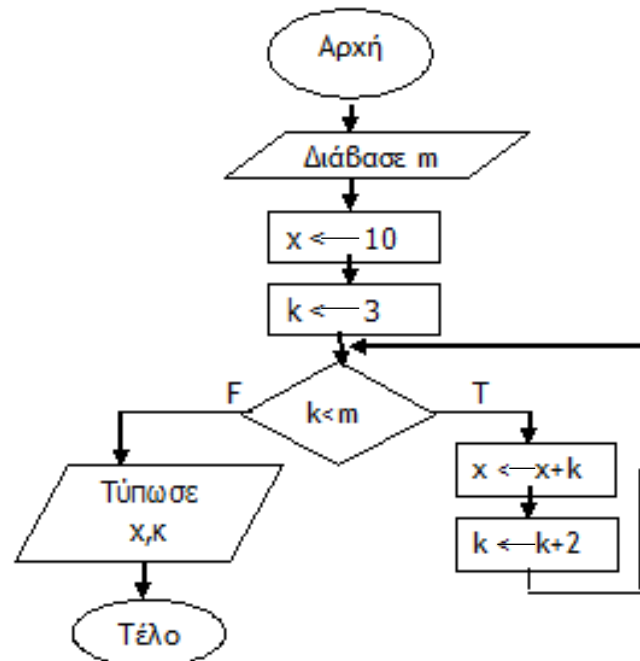 Αρχή
Διάβασε m
x <— 10
k <— 3
k<m
F
T
x <—x+k
k <—k+2
Τύπωσε
x,κ
Τέλο